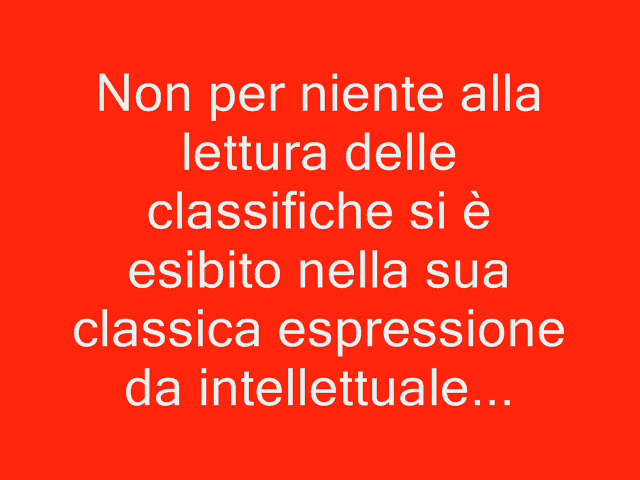 Non per niente alla
lettura delle
classifiche si è
esibito nella sua
classica espressione
da intellettuale...